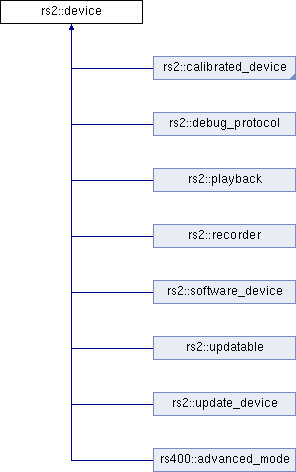 rs2::device
rs2::calibrated_device
rs2::debug_protocol
rs2::playback
rs2::recorder
rs2::software_device
rs2::updatable
rs2::update_device
rs400::advanced_mode